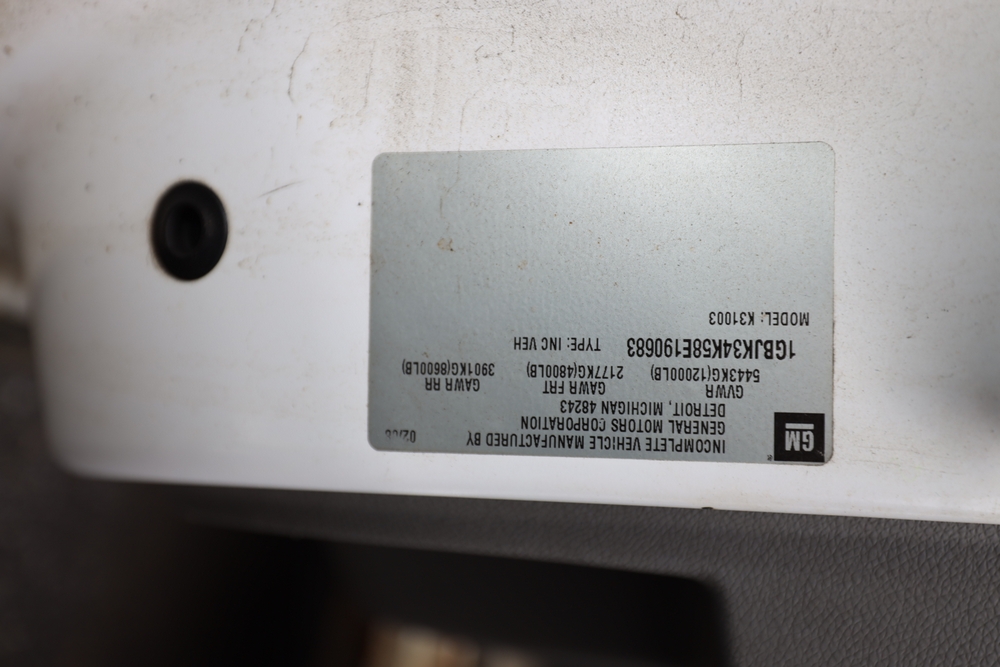 GM
INCOMPLETE VEHICLE MANUFACTURED BY
GENERAL MOTORS CORPORATION
DETROIT, MICHIGAN 48243
GVWR GAWR FRT GAWR RR
5443KG(12000LB) 2177KG(4800LB) 3901KG(8600LB)
1GBJK34K58E190683 TYPE: INC VEH
MODEL: K31003